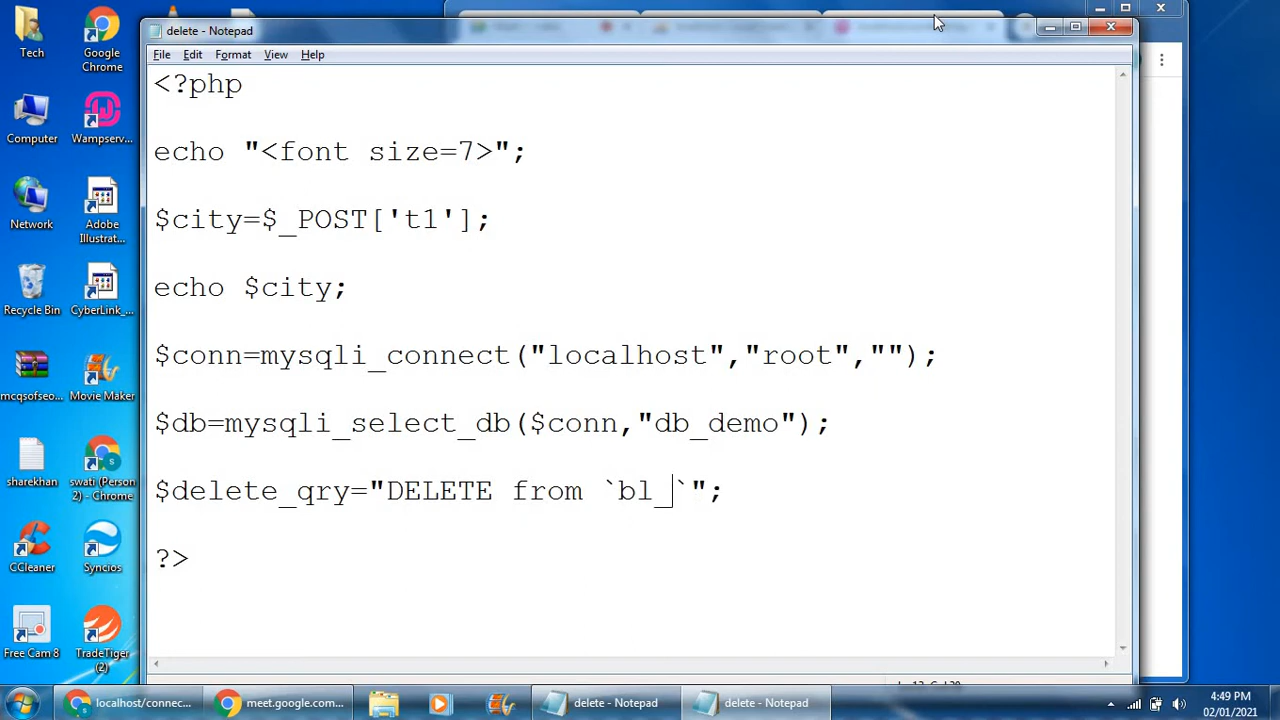 delete - Notepad
File Edit Format View Help
<?php
echo "<font size=7>";
$city=$_POST['t1'];
echo $city;
$conn=mysqli_connect("localhost","root","");
$db=mysqli_select_db($conn,"db_demo");
$delete_qry="DELETE from `bl_`";
?>
Tech
Google Chrome
Computer
Wampserv...
Network
Adobe Illustrat...
Recycle Bin
CyberLink_...
mcqsofseo...
Movie Maker
sharekhan
swati (Person 2) - Chrome
CCleaner
Syncios
Free Cam 8
TradeTiger (2)
localhost/connec...
meet.google.com...
delete - Notepad
delete - Notepad
4:49 PM
02/01/2021